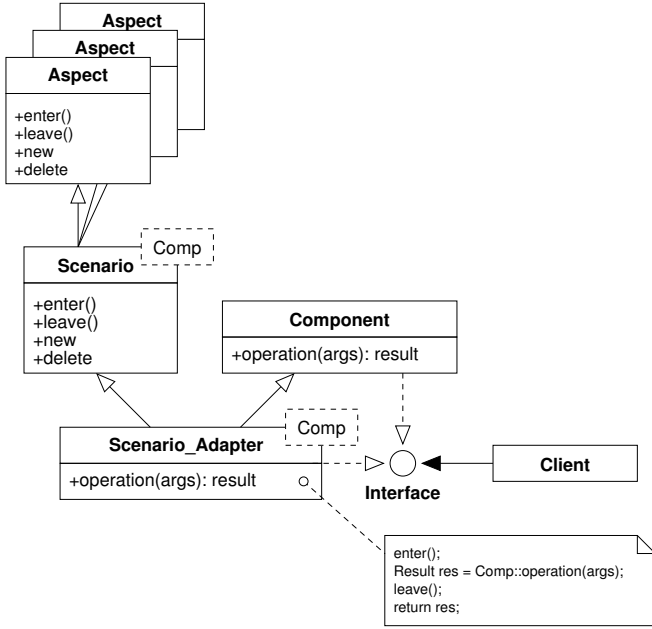 Aspect
Aspect
Aspect
+enter()
+leave()
+new
+delete
Comp
Scenario
+enter()
+leave()
+new
+delete
Component
+operation(args): result
Comp
Scenario_Adapter
+operation(args): result
Interface
Client
enter();
Result res = Comp::operation(args);
leave();
return res;